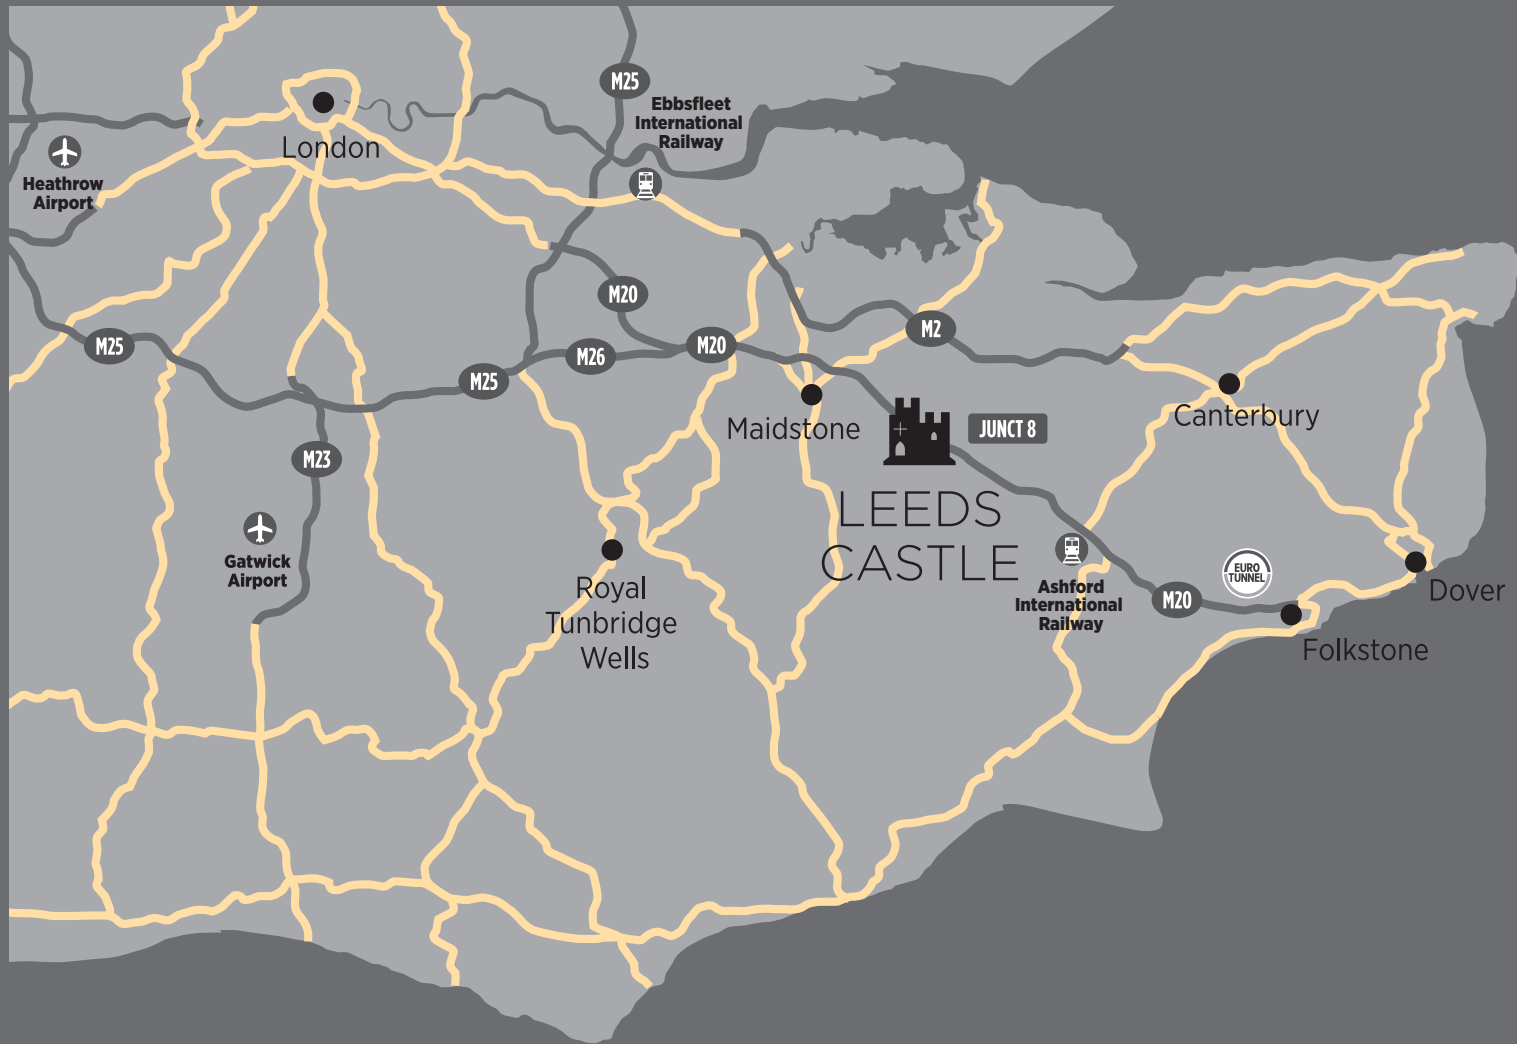 M25
Ebbsfleet
International
Railway
London
Heathrow
Airport
M20
M2
M25
M26
M20
M25
Maidstone
JUNCT 8
Canterbury
M23
LEEDS
CASTLE
Gatwick
Airport
Royal
Tunbridge
Wells
Ashford
International
Railway
M20
EURO
TUNNEL
Dover
Folkstone